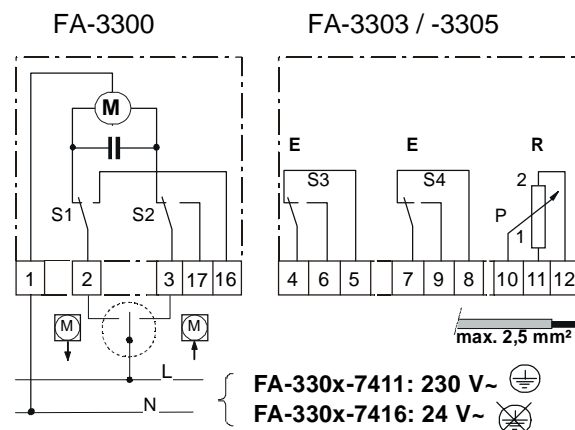 FA-3300
FA-3303 / -3305
M
S1
S2
1 2 3 17 16
M M
L
N
E E R
S3 S4 2
P
1
4 6 5 7 9 8 10 11 12
max. 2,5 mm²
FA-330x-7411: 230 V~
FA-330x-7416: 24 V~